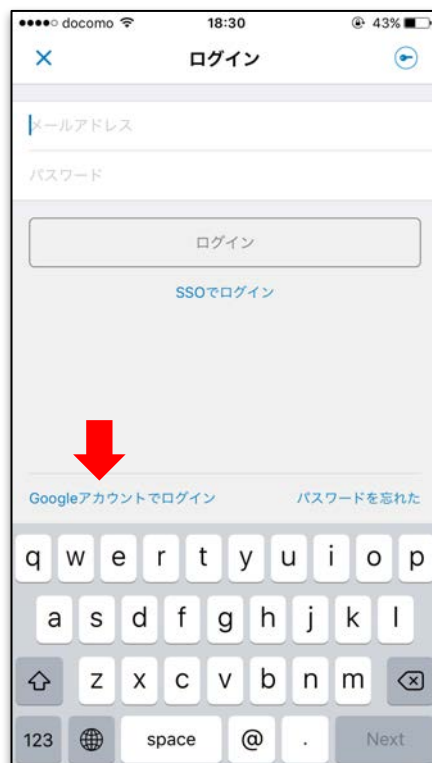 docomo 18:30 43%
ログイン
メールアドレス
パスワード
ログイン
SSOでログイン
Googleアカウントでログイン パスワードを忘れた
q w e r t y u i o p
a s d f g h j k l
z x c v b n m
123 space @ . Next